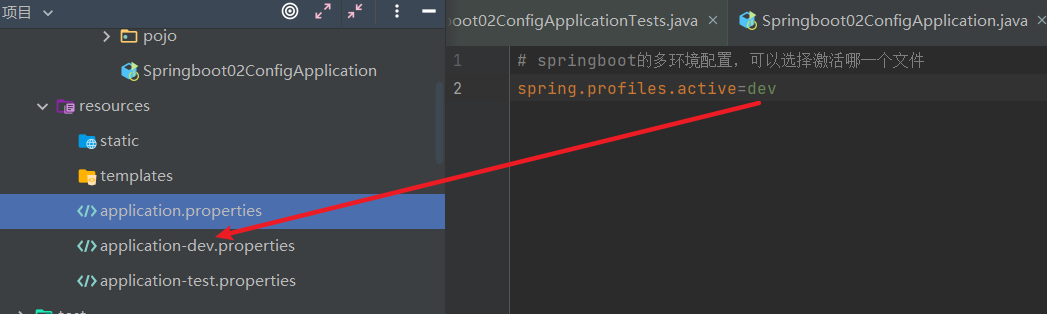 项目
pojo
Springboot02ConfigApplication
resources
static
templates
application.properties
application-dev.properties
application-test.properties
boot02ConfigApplicationTests.java
Springboot02ConfigApplication.java
1 # springboot的多环境配置，可以选择激活哪一个文件
2 spring.profiles.active=dev